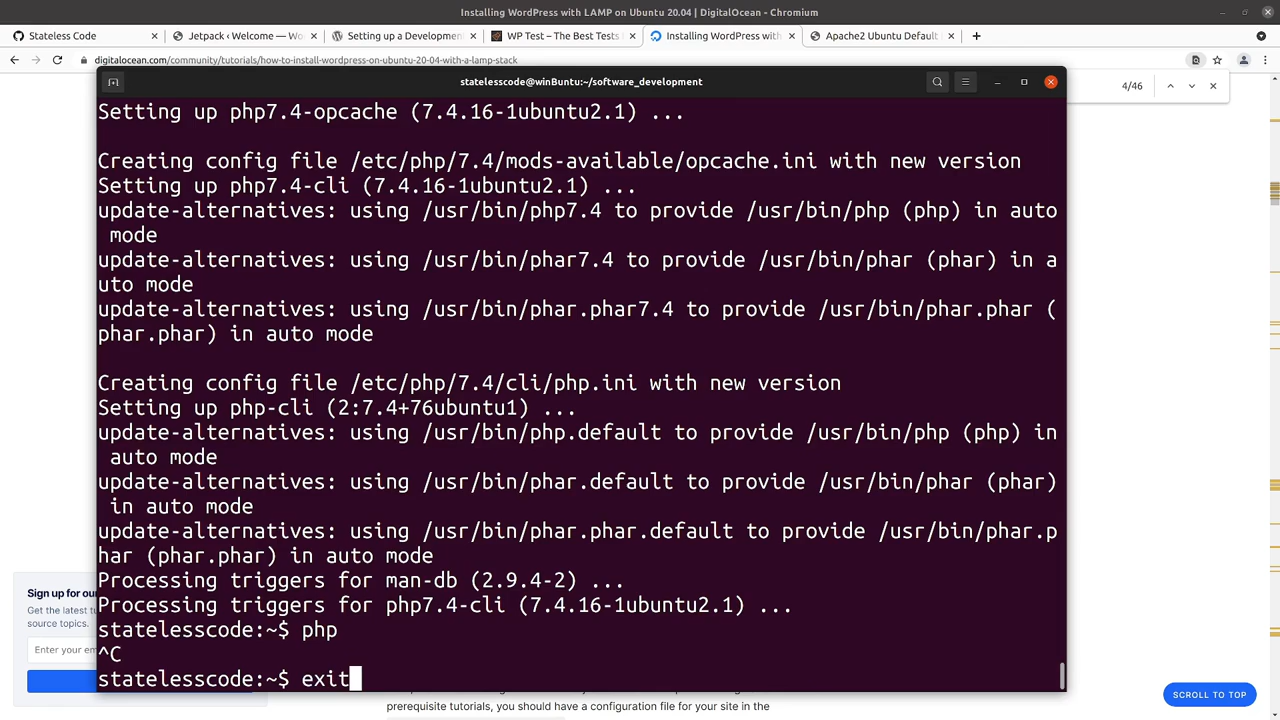 Installing WordPress with LAMP on Ubuntu 20.04 | DigitalOcean - Chromium
Stateless Code
Jetpack ‹ Welcome — Wo
Setting up a Development
WP Test – The Best Tests
Installing WordPress with
Apache2 Ubuntu Default
digitalocean.com/community/tutorials/how-to-install-wordpress-on-ubuntu-20-04-with-a-lamp-stack
statelesscode@winBuntu:~/software_development
4/46
Setting up php7.4-opcache (7.4.16-1ubuntu2.1) ...
Creating config file /etc/php/7.4/mods-available/opcache.ini with new version
Setting up php7.4-cli (7.4.16-1ubuntu2.1) ...
update-alternatives: using /usr/bin/php7.4 to provide /usr/bin/php (php) in auto
mode
update-alternatives: using /usr/bin/phar7.4 to provide /usr/bin/phar (phar) in a
uto mode
update-alternatives: using /usr/bin/phar.phar7.4 to provide /usr/bin/phar.phar (
phar.phar) in auto mode
Creating config file /etc/php/7.4/cli/php.ini with new version
Setting up php-cli (2:7.4+76ubuntu1) ...
update-alternatives: using /usr/bin/php.default to provide /usr/bin/php (php) in
auto mode
update-alternatives: using /usr/bin/phar.default to provide /usr/bin/phar (phar)
in auto mode
update-alternatives: using /usr/bin/phar.phar.default to provide /usr/bin/phar.p
har (phar.phar) in auto mode
Processing triggers for man-db (2.9.4-2) ...
Processing triggers for php7.4-cli (7.4.16-1ubuntu2.1) ...
statelesscode:~$ php
^C
statelesscode:~$ exit
Sign up for our
Get the latest tu
source topics.
Enter your em
SCROLL TO TOP
prerequisite tutorials, you should have a configuration file for your site in the